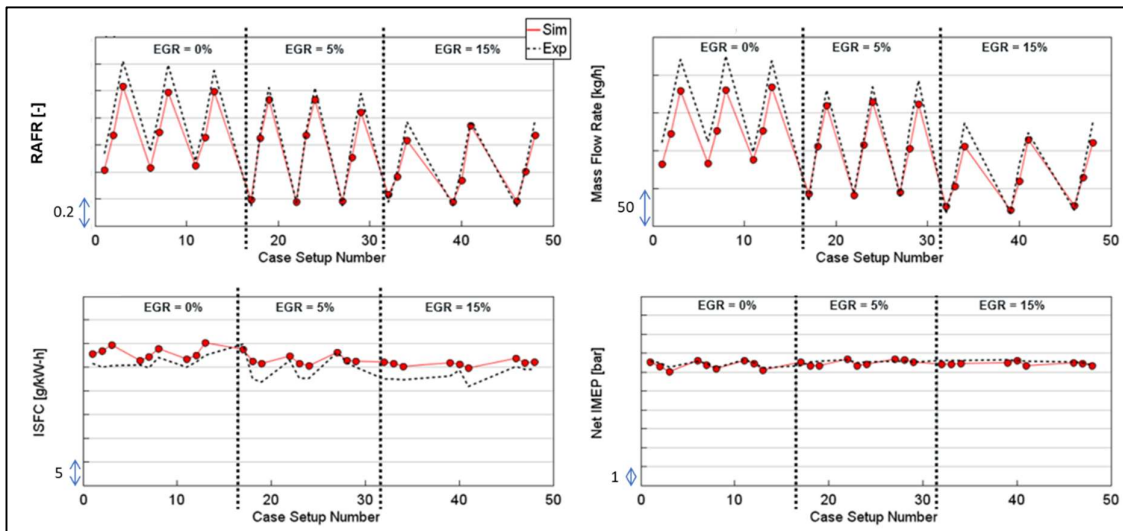 EGR = 0%
EGR = 5%
EGR = 15%
Sim
Exp
RAFR [-]
0.2
0
10
20
30
40
50
Case Setup Number
EGR = 0%
EGR = 5%
EGR = 15%
Mass Flow Rate [kg/h]
50
0
10
20
30
40
50
Case Setup Number
EGR = 0%
EGR = 5%
EGR = 15%
ISFC [g/kW-h]
5
0
10
20
30
40
50
Case Setup Number
EGR = 0%
EGR = 5%
EGR = 15%
Net IMEP [bar]
1
0
10
20
30
40
50
Case Setup Number